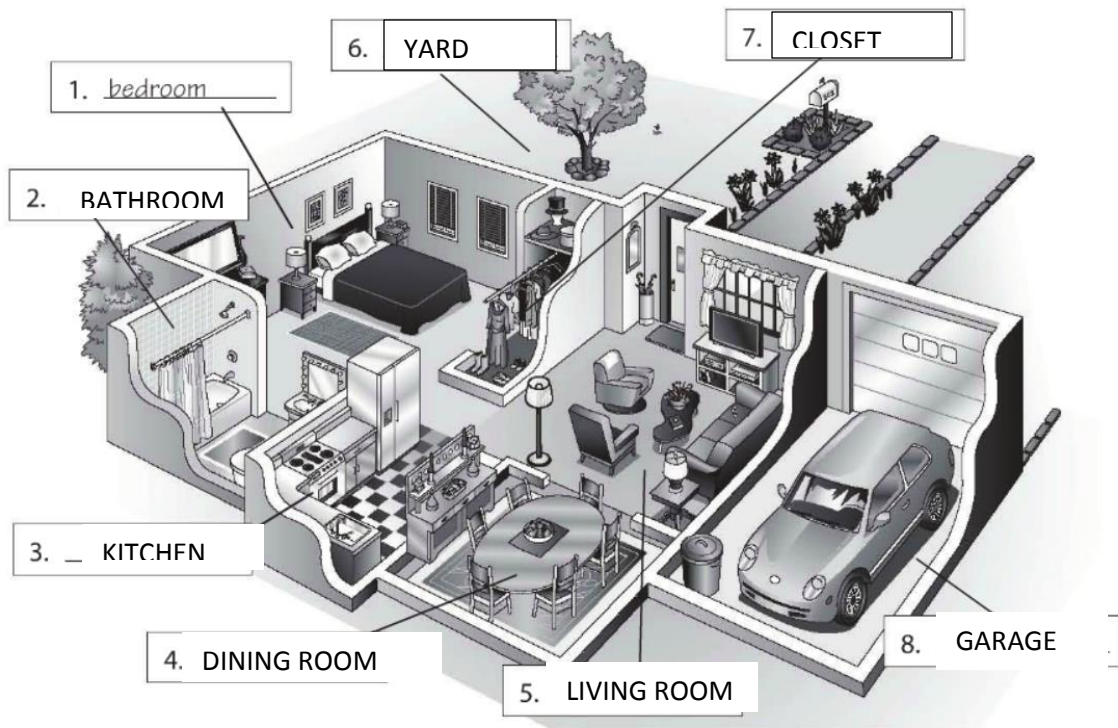 1. bedroom
2. BATHROOM
3. _ KITCHEN
4. DINING ROOM
5. LIVING ROOM
6. YARD
7. CLOSET
8. GARAGE